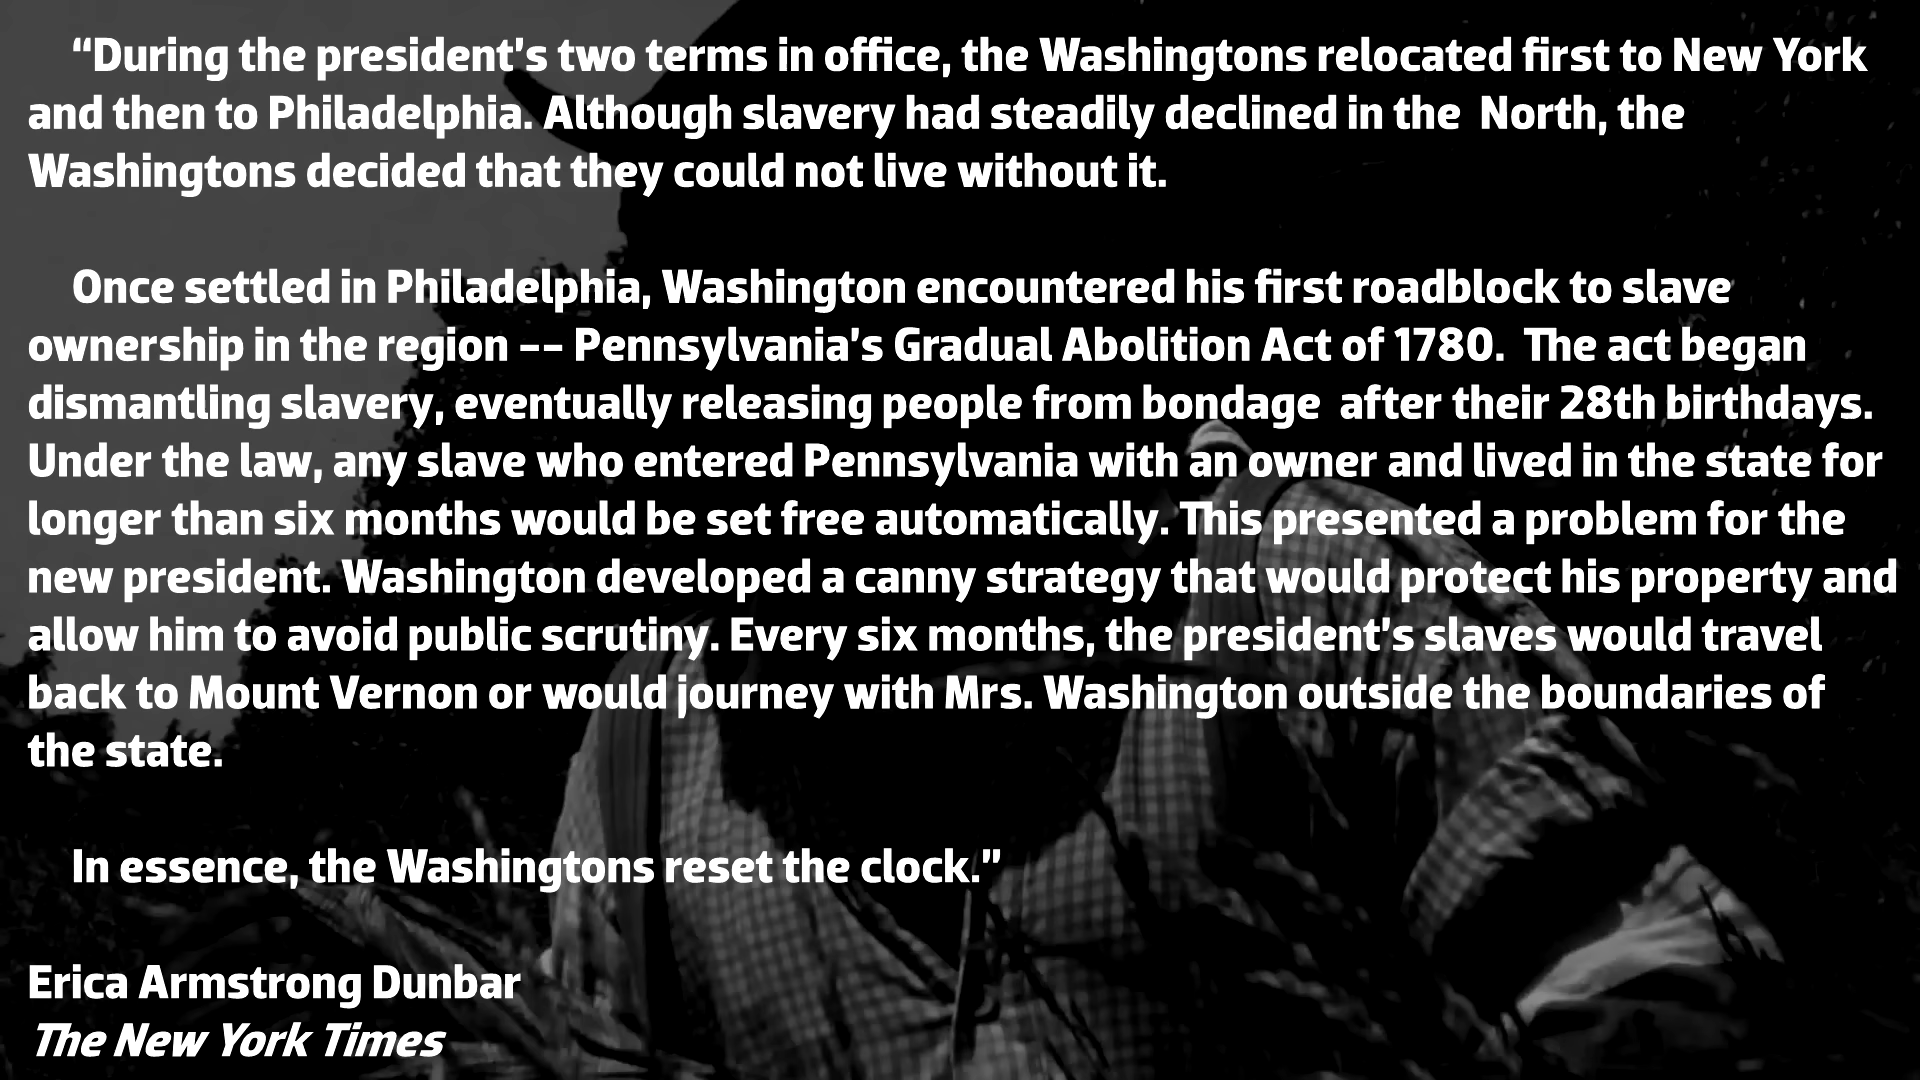 “During the president’s two terms in office, the Washingtons relocated first to New York
and then to Philadelphia. Although slavery had steadily declined in the North, the
Washingtons decided that they could not live without it.
Once settled in Philadelphia, Washington encountered his first roadblock to slave
ownership in the region -- Pennsylvania’s Gradual Abolition Act of 1780. The act began
dismantling slavery, eventually releasing people from bondage after their 28th birthdays.
Under the law, any slave who entered Pennsylvania with an owner and lived in the state for
longer than six months would be set free automatically. This presented a problem for the
new president. Washington developed a canny strategy that would protect his property and
allow him to avoid public scrutiny. Every six months, the president’s slaves would travel
back to Mount Vernon or would journey with Mrs. Washington outside the boundaries of
the state.
In essence, the Washingtons reset the clock.”
Erica Armstrong Dunbar
The New York Times